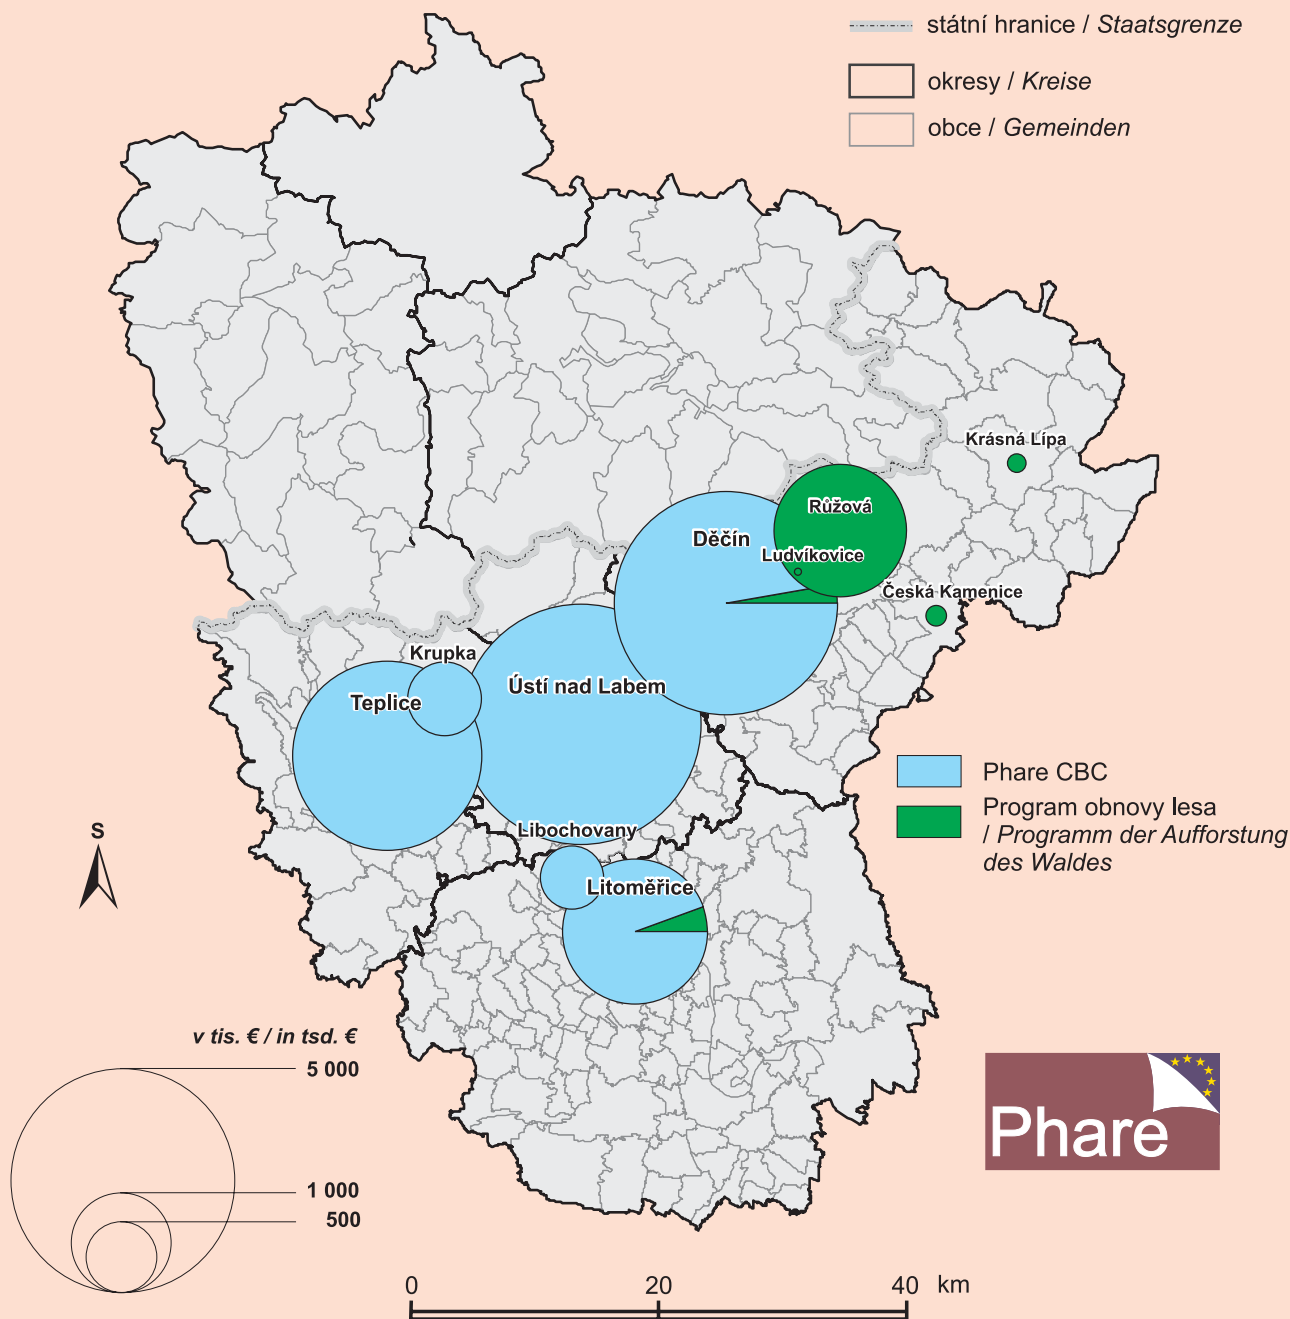 státní hranice / Staatsgrenze
okresy / Kreise
obce / Gemeinden
Krásná Lípa
Růžová
Děčín
Ludvíkovice
Česká Kamenice
Krupka
Ústí nad Labem
Teplice
Phare CBC
Program obnovy lesa
/ Programm der Aufforstung
des Waldes
Libochovany
S
Litoměřice
v tis. € / in tsd. €
5 000
1 000
500
Phare
0 20 40 km